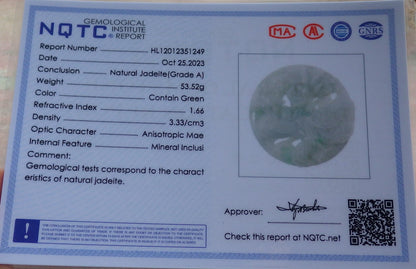 NQTC GEMOLOGICAL
INSTITUTE
® REPORT
MA
CNRS
Report Number HL12012351249
Date Oct 25,2023
Conclusion Natural Jadeite(Grade A)
Weight 53.52g
Color Contain Green
Refractive Index 1.66
Density 3.33/cm3
Optic Character Anisotropic Mae
Internal Feature Mineral Inclusi
Comment:
Gemological tests correspond to the charact
eristics of natural jadeite.
Approver:
Check this report at NQTC.net